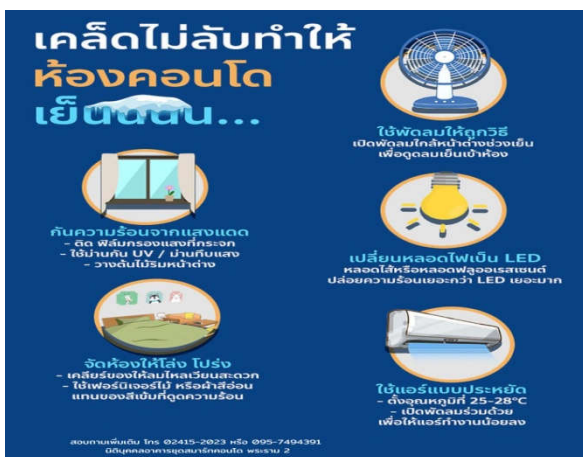 เคล็ดไม่ลับทำให้
ห้องคอนโด
เย็นนนนน...
ใช้พัดลมให้ถูกวิธี
เปิดพัดลมใกล้หน้าต่างช่วงเย็น
เพื่อดูดลมเย็นเข้าห้อง
กันความร้อนจากแสงแดด
- ติด ฟิล์มกรองแสงที่กระจก
- ใช้ม่านกัน UV / ม่านทึบแสง
- วางต้นไม้ริมหน้าต่าง
เปลี่ยนหลอดไฟเป็น LED
หลอดไส้หรือหลอดฟลูออเรสเซนต์
ปล่อยความร้อนเยอะกว่า LED เยอะมาก
จัดห้องให้โล่ง โปร่ง
- เคลียร์ของให้ลมไหลเวียนสะดวก
- ใช้เฟอร์นิเจอร์ไม้ หรือผ้าสีอ่อน
แทนของสีเข้มที่ดูดความร้อน
ใช้แอร์แบบประหยัด
- ตั้งอุณหภูมิที่ 25-28°C
- เปิดพัดลมร่วมด้วย
เพื่อให้แอร์ทำงานน้อยลง
สอบถามเพิ่มเติม โทร 02415-2023 หรือ 095-7494391
นิติบุคคลอาคารชุดสมาร์ทคอนโด พระราม 2